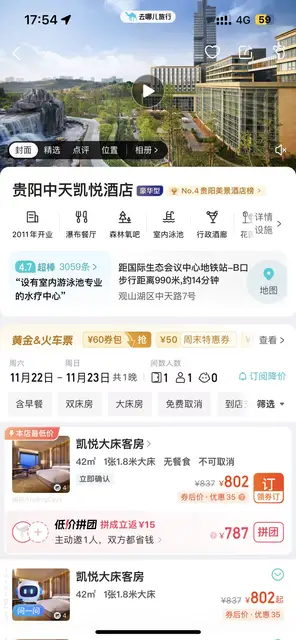 17:54
去哪儿旅行
4G 59
封面 精选 点评 位置 相册
贵阳中天凯悦酒店 豪华型 No.4贵阳美景酒店榜
2011年开业 瀑布餐厅 森林氧吧 室内泳池 行政酒廊 详情
设施
4.7 超棒 3059条
“设有室内游泳池专业的水疗中心”
距国际生态会议中心地铁站-B口
步行距离990米,约14分钟
观山湖区中天路7号
地图
黄金&火车票 ¥60券包 抢 ¥50 周末特惠券 查看
周六 周日 间数人数
11月22日 – 11月23日 共1晚 1 1 0 订阅降价
含早餐 双床房 大床房 免费取消 到店 筛选
本店最低价
凯悦大床客房
42㎡ 1张1.8米大床 无餐食 不可取消
立即确认
4
¥837 ¥802
券后价·优惠35
订
领券订
低价拼团 拼成立返¥15
主动邀1人,双方都省钱
¥787 拼团
凯悦大床客房
42㎡ 1张1.8米大床
问一问
4
¥837 ¥802起
券后价·优惠35